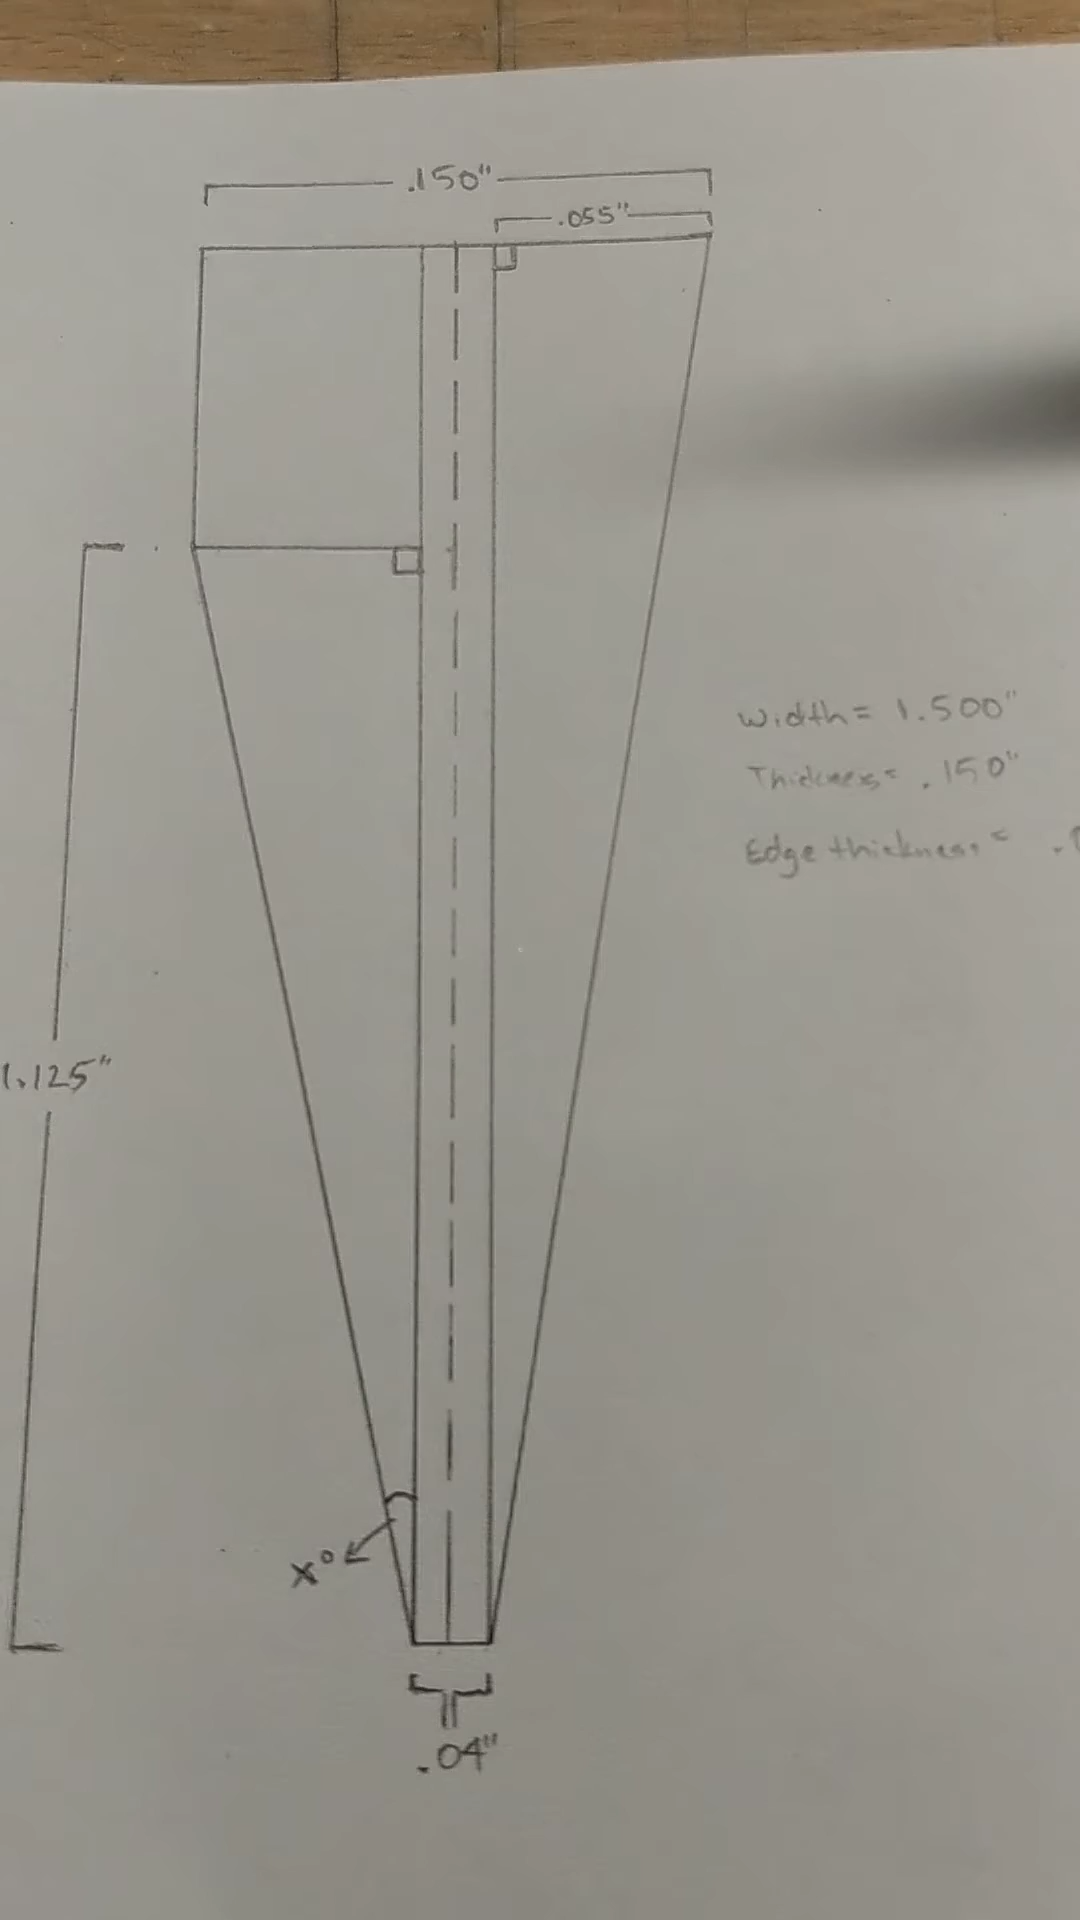 .150"
.055"
Width = 1.500"
Thickness = .150"
Edge thickness =
1.125"
x°
.04"